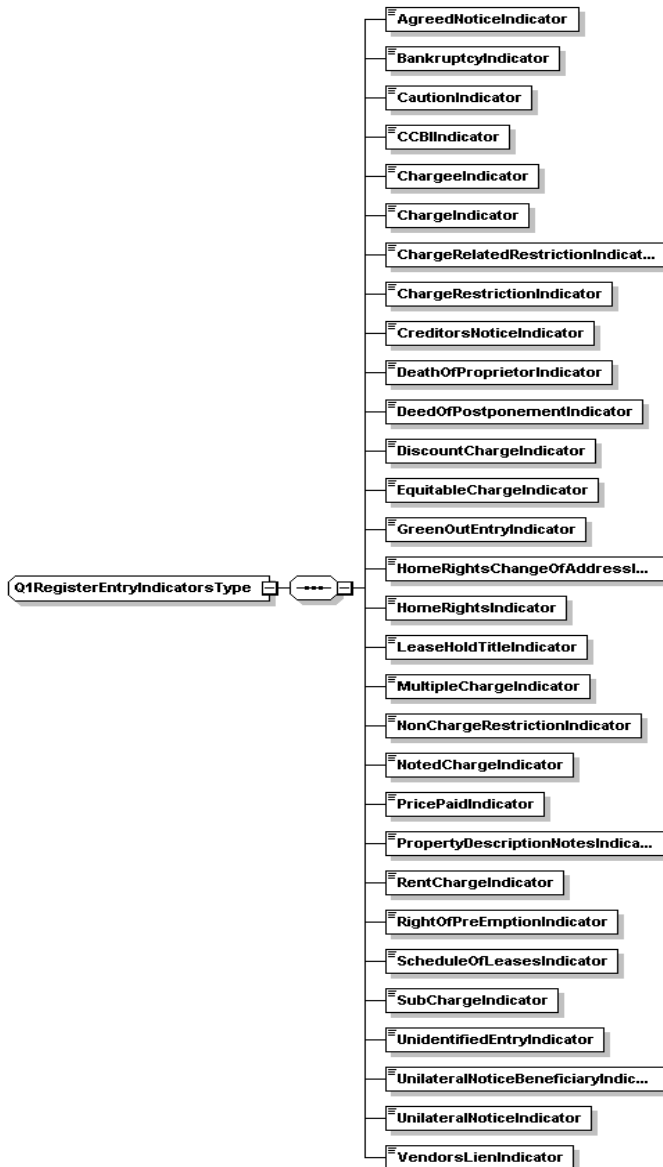 AgreedNoticeIndicator
BankruptcyIndicator
CautionIndicator
CCBIIndicator
ChargeeIndicator
ChargeIndicator
ChargeRelatedRestrictionIndicat...
ChargeRestrictionIndicator
CreditorsNoticeIndicator
DeathOfProprietorIndicator
DeedOfPostponementIndicator
DiscountChargeIndicator
EquitableChargeIndicator
GreenOutEntryIndicator
HomeRightsChangeOfAddressI...
Q1RegisterEntryIndicatorsType
HomeRightsIndicator
LeaseHoldTitleIndicator
MultipleChargeIndicator
NonChargeRestrictionIndicator
NotedChargeIndicator
PricePaidIndicator
PropertyDescriptionNotesIndica...
RentChargeIndicator
RightOfPreEmptionIndicator
ScheduleOfLeasesIndicator
SubChargeIndicator
UnidentifiedEntryIndicator
UnilateralNoticeBeneficiaryIndic...
UnilateralNoticeIndicator
VendorsLienIndicator